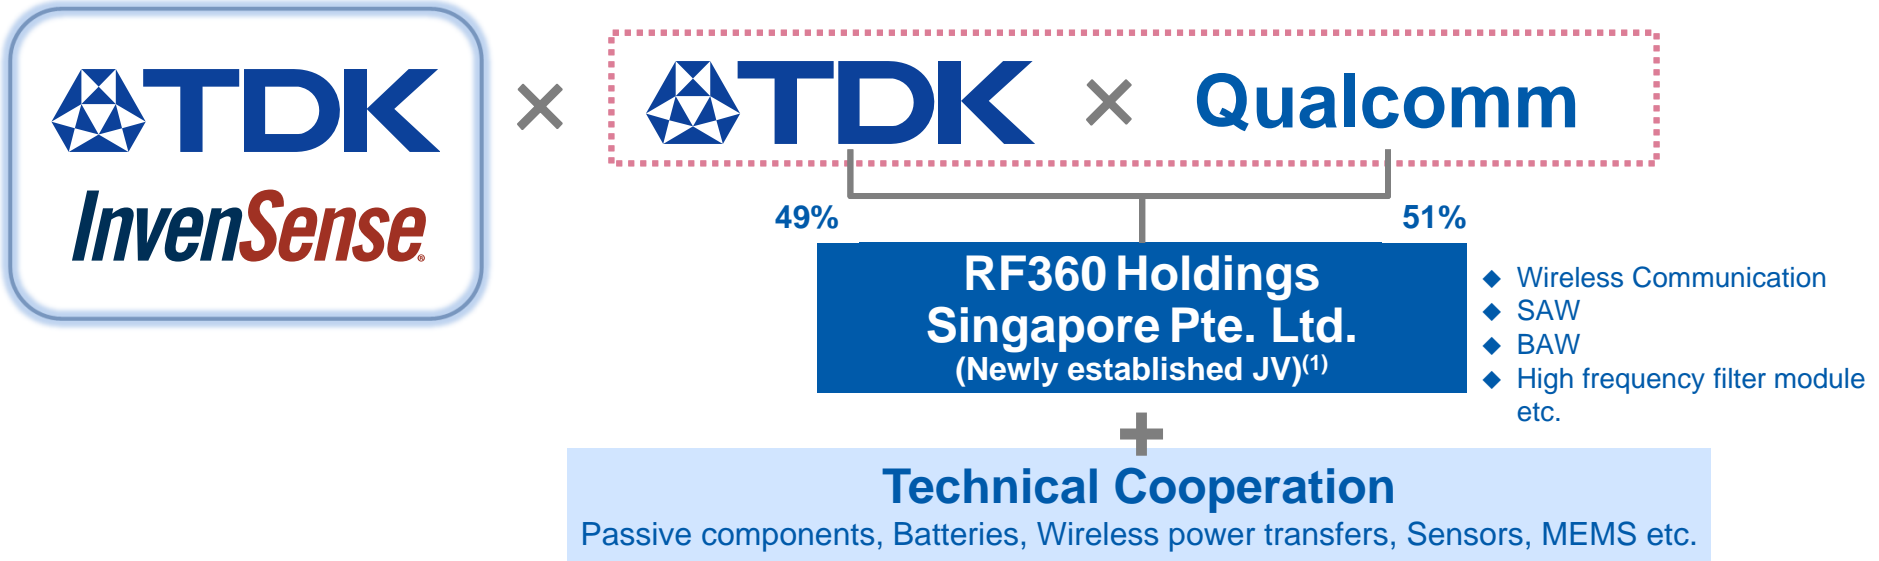 TDK
InvenSense®
×
TDK × Qualcomm
49%
51%
RF360 Holdings
Singapore Pte. Ltd.
(Newly established JV)(1)
◆ Wireless Communication
◆ SAW
◆ BAW
◆ High frequency filter module
etc.
+
Technical Cooperation
Passive components, Batteries, Wireless power transfers, Sensors, MEMS etc.